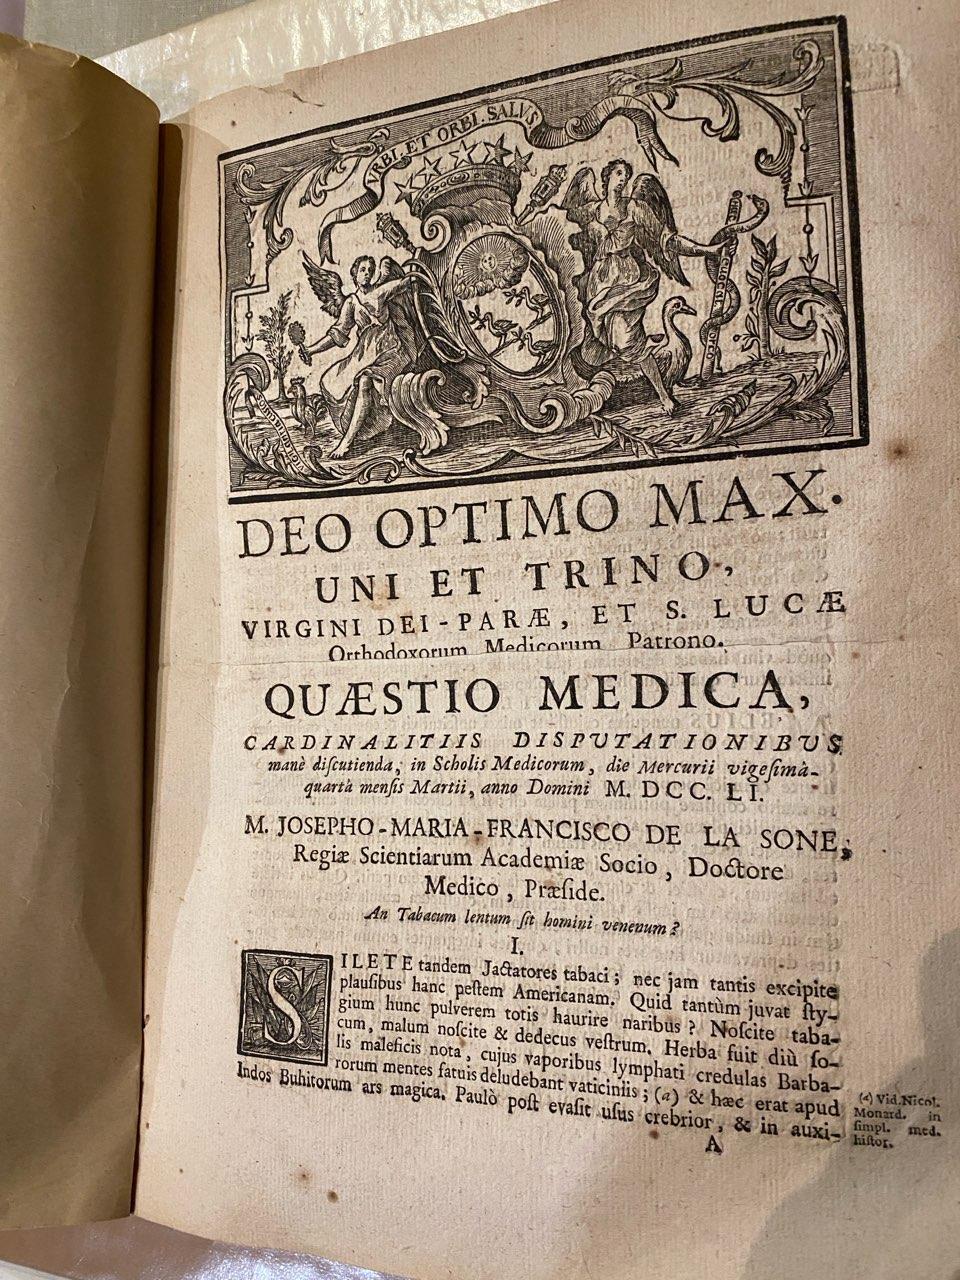 URBI. ET ORBI. SALVS
DEO OPTIMO MAX.
UNI ET TRINO,
VIRGINI DEI-PARÆ, ET S. LUCÆ
Orthodoxorum Medicorum Patrono.
QUÆSTIO MEDICA,
CARDINALITIIS DISPUTATIONIBUS
manè diſcutienda, in Scholis Medicorum, die Mercurii vigeſimâ-
quartâ menſis Martii, anno Domini M. DCC. LI.
M. JOSEPHO-MARIA-FRANCISCO DE LA SONE,
Regiæ Scientiarum Academiæ Socio, Doctore
Medico, Præſide.
An Tabacum lentum ſit homini venenum?
I.
SILETE tandem Jactatores tabaci; nec jam tantis excipite
plauſibus hanc peſtem Americanam. Quid tantùm juvat ſty-
gium hunc pulverem totis haurire naribus? Noſcite taba-
cum, malum noſcite & dedecus veſtrum. Herba fuit diù ſo-
lis maleficis nota, cujus vaporibus lymphati credulas Barba-
rorum mentes fatuis deludebant vaticiniis; (a) & hæc erat apud
Indos Buhitorum ars magica. Paulò poſt evaſit uſus crebrior, & in auxi-
(a) Vid. Nicol.
Monard. in
ſimpl. med.
hiſtor.
A